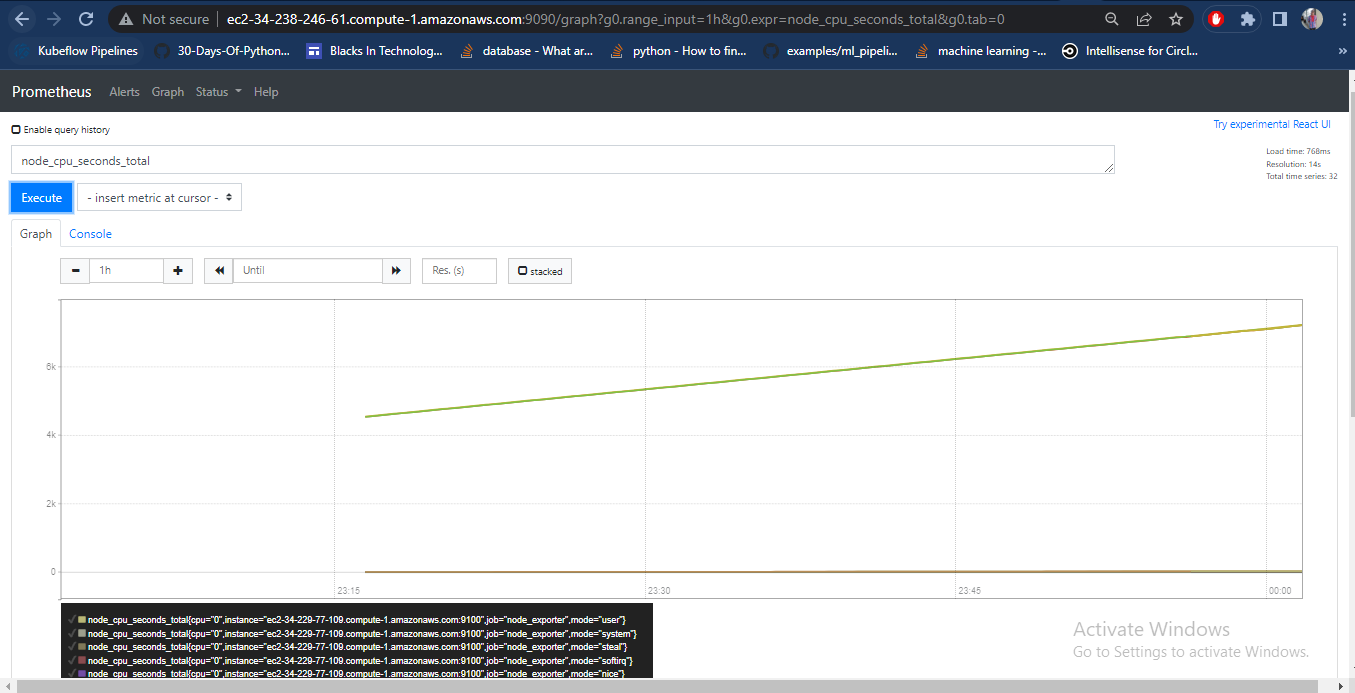 Not secure | ec2-34-238-246-61.compute-1.amazonaws.com:9090/graph?g0.range_input=1h&g0.expr=node_cpu_seconds_total&g0.tab=0
Kubeflow Pipelines 30-Days-Of-Python... Blacks In Technolog... database - What ar... python - How to fin... examples/ml_pipeli... machine learning -... Intellisense for Circl... »
Prometheus Alerts Graph Status Help
Enable query history
Try experimental React UI
node_cpu_seconds_total
Load time: 768ms
Resolution: 14s
Total time series: 32
Execute - insert metric at cursor -
Graph Console
1h Until Res. (s) stacked
6k
4k
2k
0
23:15 23:30 23:45 00:00
node_cpu_seconds_total{cpu="0",instance="ec2-34-229-77-109.compute-1.amazonaws.com:9100",job="node_exporter",mode="user"}
node_cpu_seconds_total{cpu="0",instance="ec2-34-229-77-109.compute-1.amazonaws.com:9100",job="node_exporter",mode="system"}
node_cpu_seconds_total{cpu="0",instance="ec2-34-229-77-109.compute-1.amazonaws.com:9100",job="node_exporter",mode="steal"}
node_cpu_seconds_total{cpu="0",instance="ec2-34-229-77-109.compute-1.amazonaws.com:9100",job="node_exporter",mode="softirq"}
node_cpu_seconds_total{cpu="0",instance="ec2-34-229-77-109.compute-1.amazonaws.com:9100",job="node_exporter",mode="nice"}
Activate Windows
Go to Settings to activate Windows.